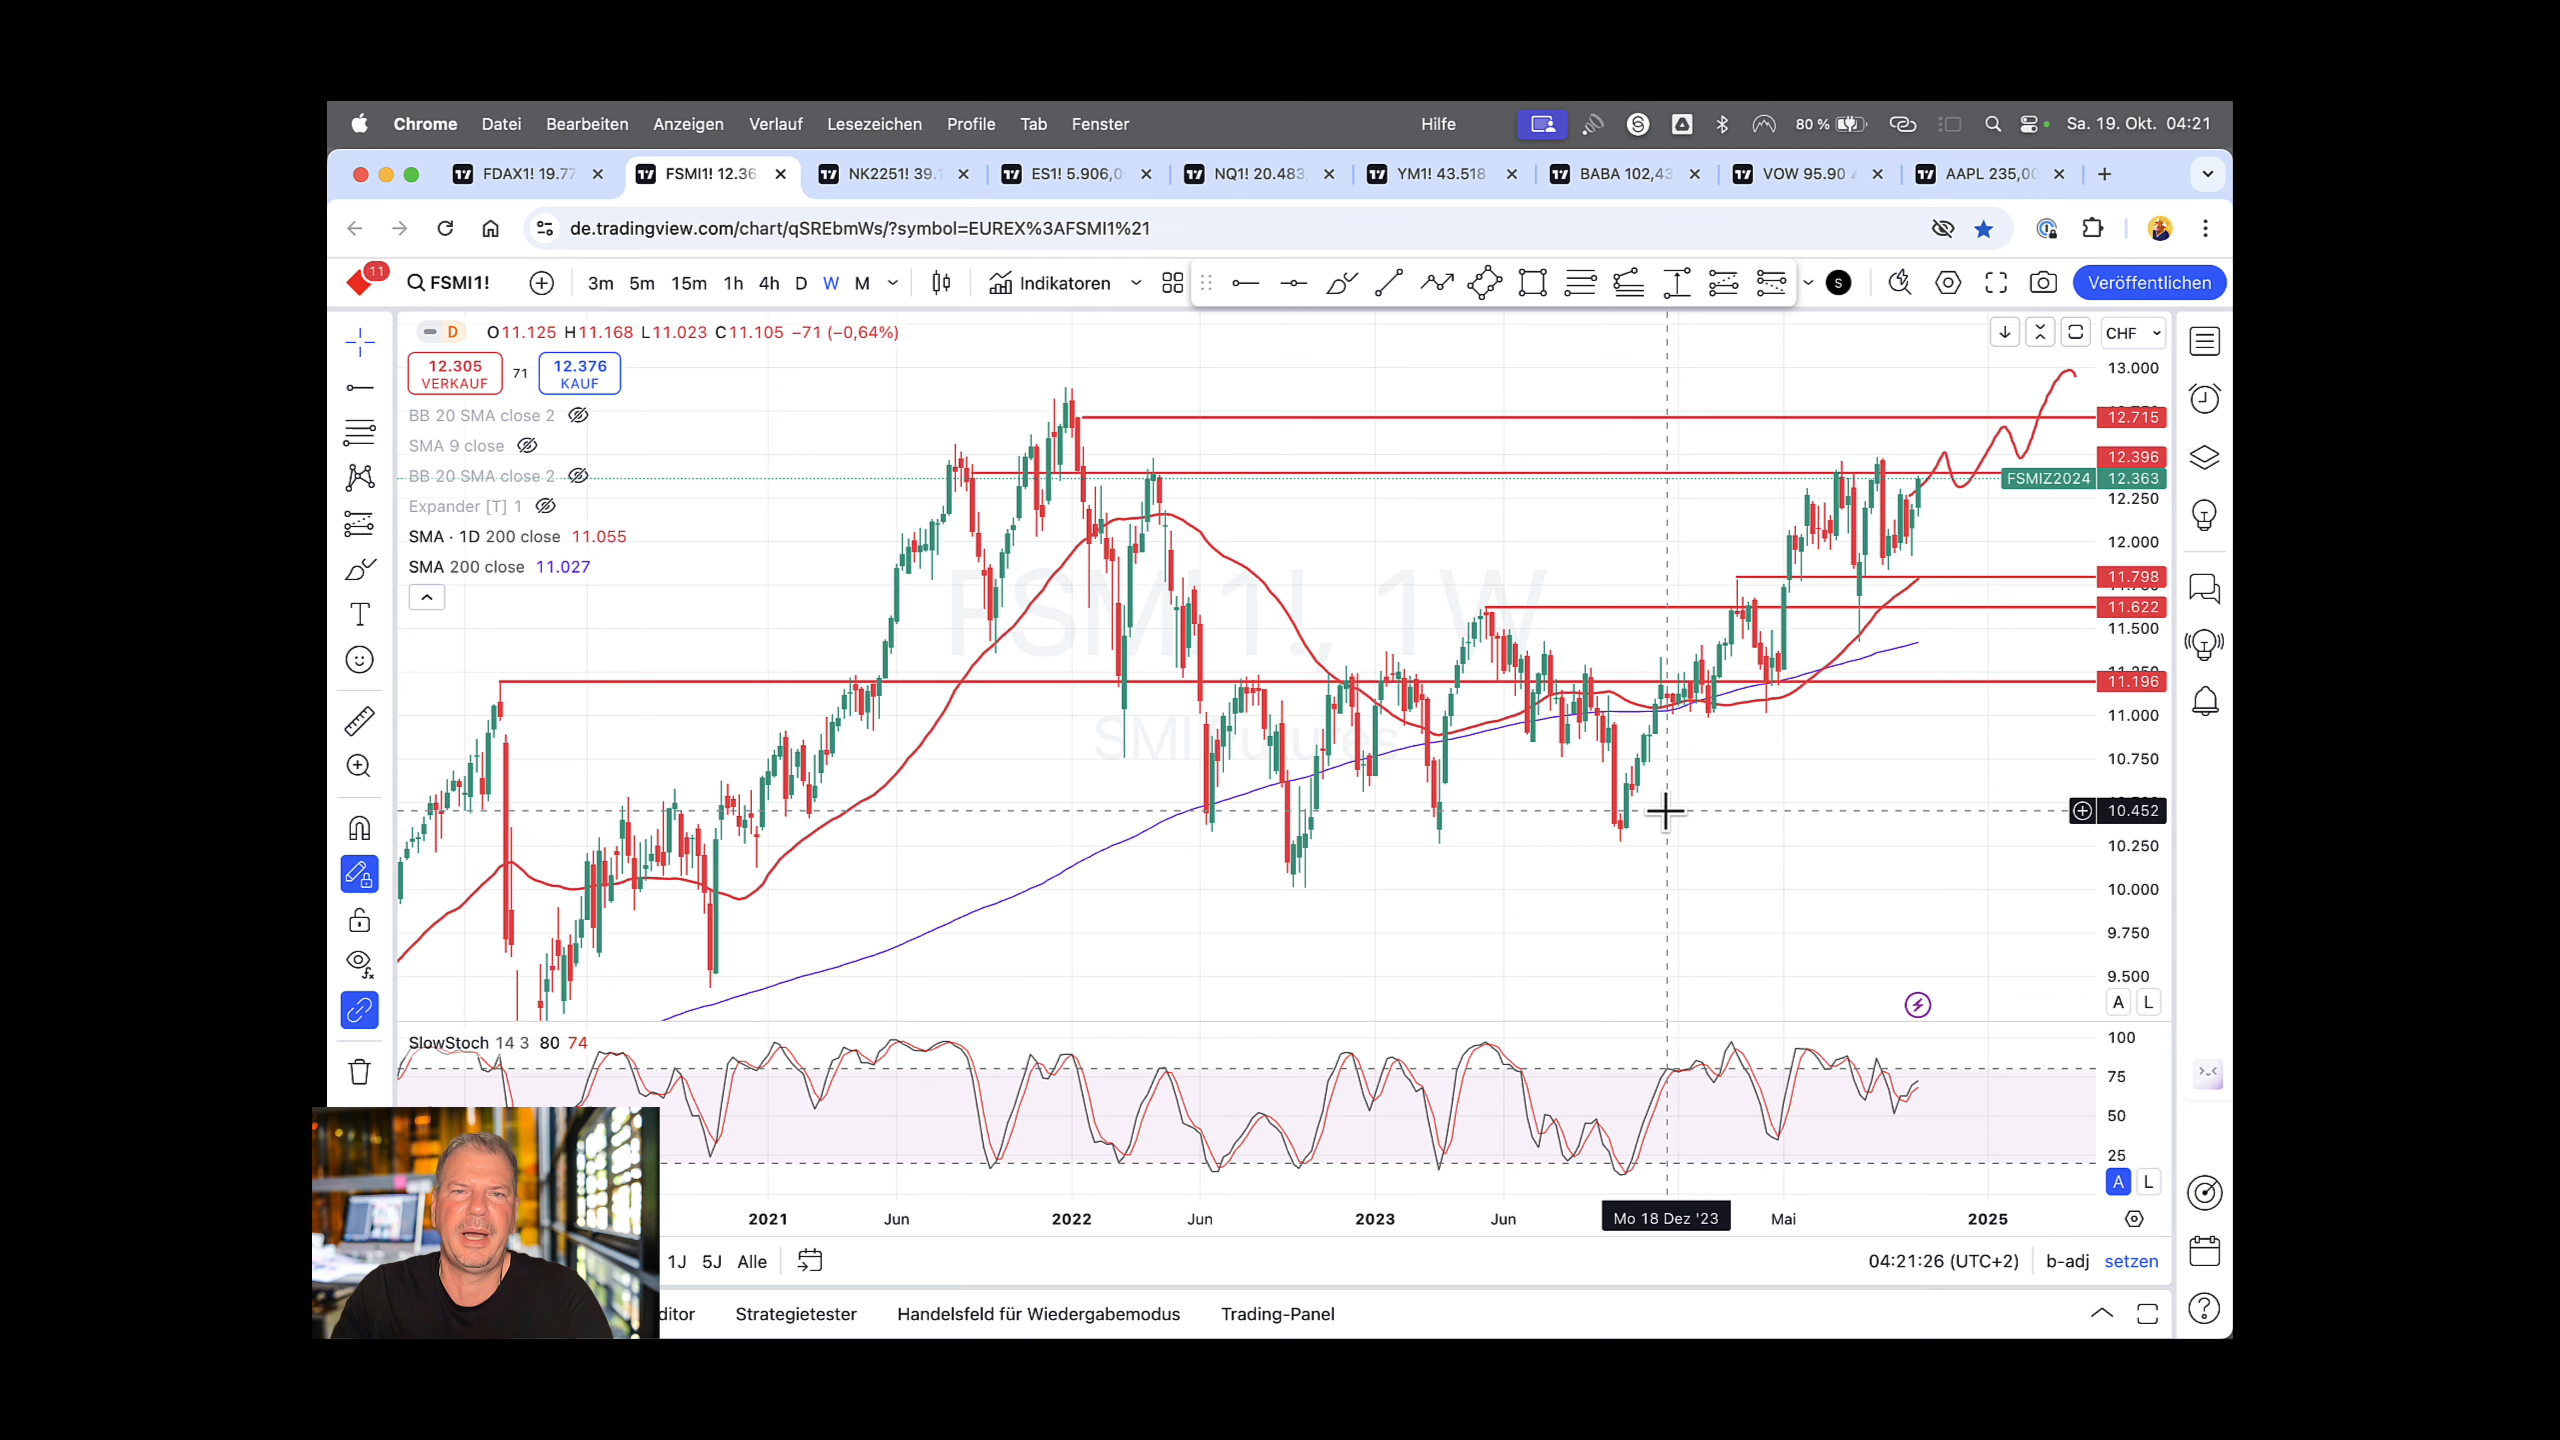 Chrome Datei Bearbeiten Anzeigen Verlauf Lesezeichen Profile Tab Fenster Hilfe 80 % Sa. 19. Okt. 04:21
FDAX1! 19.77 FSMI1! 12.36 NK2251! 39.1 ES1! 5.906,0 NQ1! 20.483, YM1! 43.518 BABA 102,43 VOW 95.90 AAPL 235,00
de.tradingview.com/chart/qSREbmWs/?symbol=EUREX%3AFSMI1%21
11 FSMI1! 3m 5m 15m 1h 4h D W M Indikatoren S Veröffentlichen
D O11.125 H11.168 L11.023 C11.105 −71 (−0,64%) CHF
12.305 71 12.376
VERKAUF KAUF
BB 20 SMA close 2
SMA 9 close
BB 20 SMA close 2
Expander [T] 1
SMA · 1D 200 close 11.055
SMA 200 close 11.027
FSMI1!, 1W
SMI Futures
13.000
12.715
12.396
FSMIZ2024 12.363
12.250
12.000
11.798
11.622
11.500
11.196
11.000
10.750
10.452
10.250
10.000
9.750
9.500
A L
SlowStoch 14 3 80 74
100
75
50
25
A L
2021 Jun 2022 Jun 2023 Jun Mo 18 Dez '23 Mai 2025
1J 5J Alle 04:21:26 (UTC+2) b-adj setzen
ditor Strategietester Handelsfeld für Wiedergabemodus Trading-Panel